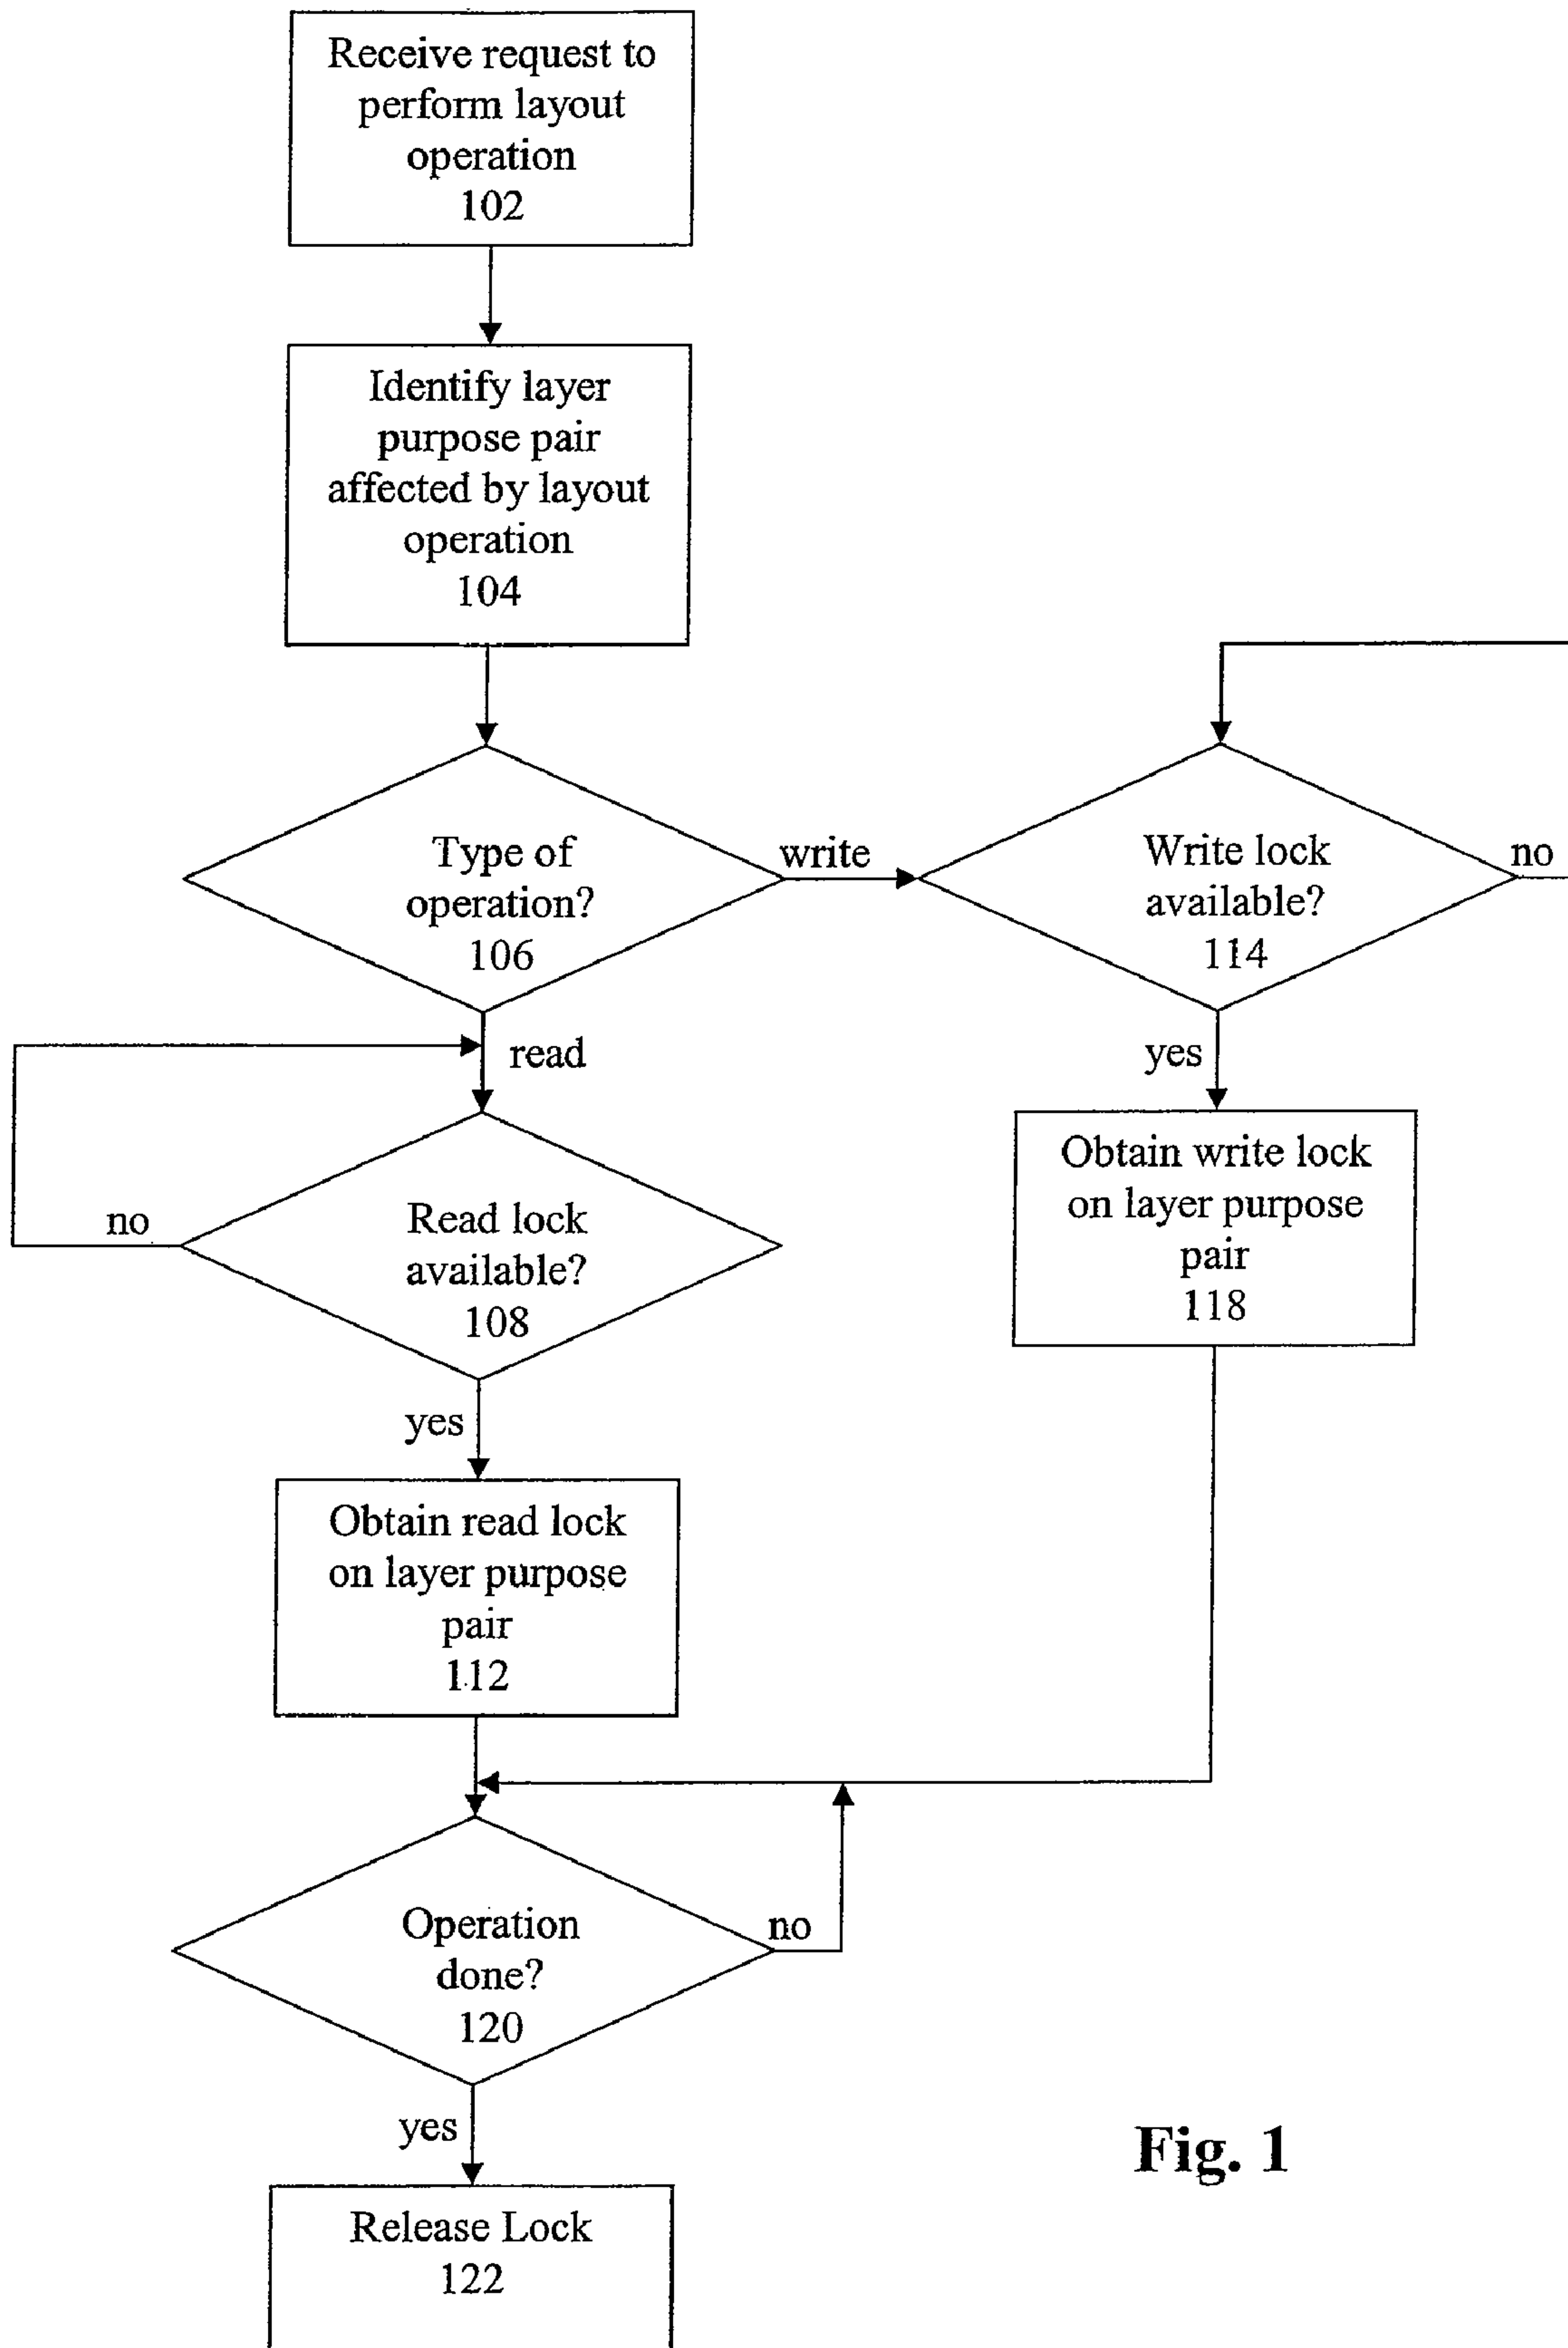 Receive request to
perform layout
operation
102
Identify layer
purpose pair
affected by layout
operation
104
Type of
operation?
106
write
Write lock
available?
114
no
read
yes
Read lock
available?
108
no
Obtain write lock
on layer purpose
pair
118
yes
Obtain read lock
on layer purpose
pair
112
Operation
done?
120
no
yes
Release Lock
122
Fig. 1